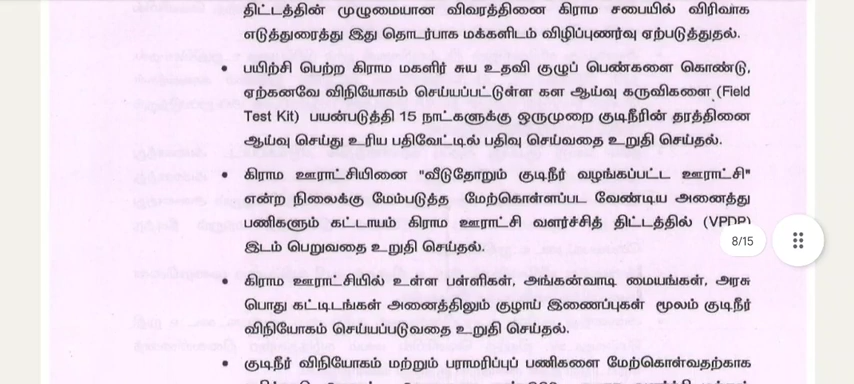 திட்டத்தின் முழுமையான விவரத்தினை கிராம சபையில் விரிவாக
எடுத்துரைத்து இது தொடர்பாக மக்களிடம் விழிப்புணர்வு ஏற்படுத்துதல்.
• பயிற்சி பெற்ற கிராம மகளிர் சுய உதவி குழுப் பெண்களை கொண்டு,
ஏற்கனவே விநியோகம் செய்யப்பட்டுள்ள கள ஆய்வு கருவிகளை (Field
Test Kit) பயன்படுத்தி 15 நாட்களுக்கு ஒருமுறை குடிநீரின் தரத்தினை
ஆய்வு செய்து உரிய பதிவேட்டில் பதிவு செய்வதை உறுதி செய்தல்.
• கிராம ஊராட்சியினை "வீடுதோறும் குடிநீர் வழங்கப்பட்ட ஊராட்சி"
என்ற நிலைக்கு மேம்படுத்த மேற்கொள்ளப்பட வேண்டிய அனைத்து
பணிகளும் கட்டாயம் கிராம ஊராட்சி வளர்ச்சித் திட்டத்தில் (VPDP)
இடம் பெறுவதை உறுதி செய்தல்.
8/15
• கிராம ஊராட்சியில் உள்ள பள்ளிகள், அங்கன்வாடி மையங்கள், அரசு
பொது கட்டிடங்கள் அனைத்திலும் குழாய் இணைப்புகள் மூலம் குடிநீர்
விநியோகம் செய்யப்படுவதை உறுதி செய்தல்.
• குடிநீர் விநியோகம் மற்றும் பராமரிப்புப் பணிகளை மேற்கொள்வதற்காக